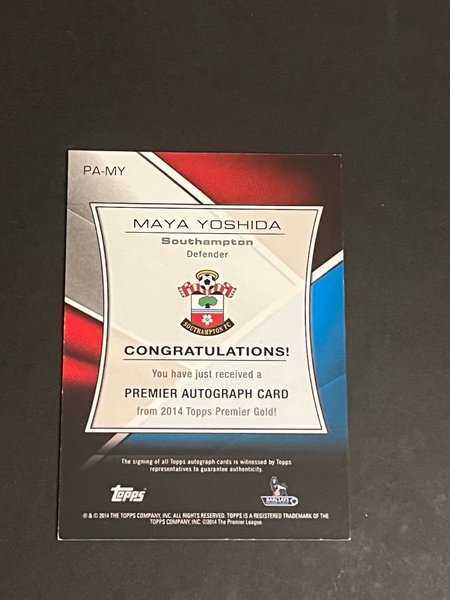 PA-MY
MAYA YOSHIDA
Southampton
Defender
SOUTHAMPTON FC
CONGRATULATIONS!
You have just received a
PREMIER AUTOGRAPH CARD
from 2014 Topps Premier Gold!
The signing of all Topps autograph cards is witnessed by Topps
representatives to guarantee authenticity.
Topps
BARCLAYS
® & © 2014 THE TOPPS COMPANY, INC. ALL RIGHTS RESERVED. TOPPS IS A REGISTERED TRADEMARK OF THE
TOPPS COMPANY, INC. ©2014 The Premier League.